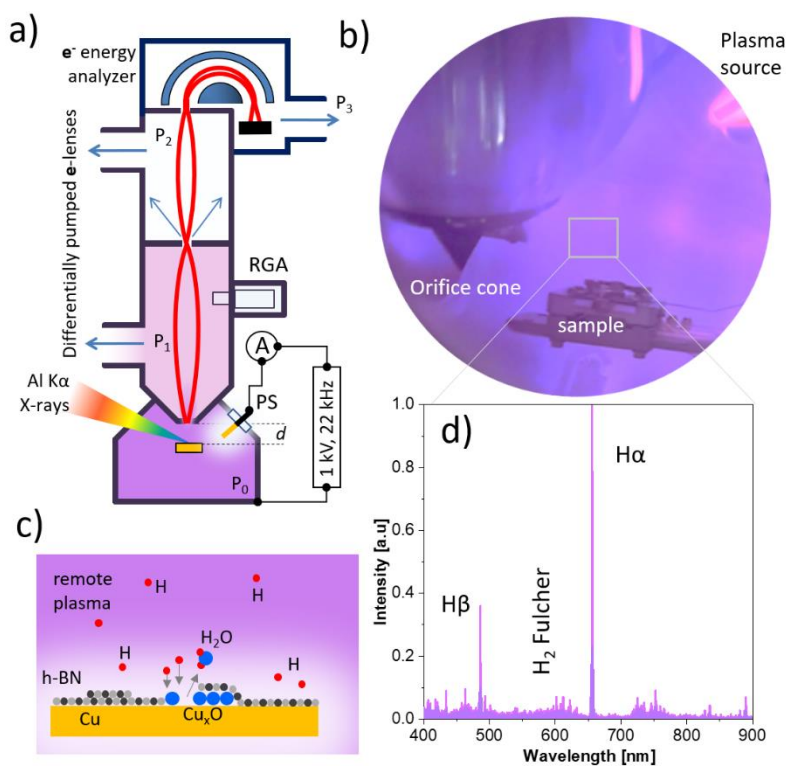 a)
e⁻ energy
analyzer
P₃
P₂
Differentially pumped e-lenses
RGA
P₁
A
Al Kα
X-rays
PS
d
1 kV, 22 kHz
P₀
b)
Plasma
source
Orifice cone
sample
c)
remote
plasma
H
H
H₂O
H
H
h-BN
Cu
CuₓO
d)
Hα
Hβ
H₂ Fulcher
Intensity [a.u]
1.0
0.8
0.6
0.4
0.2
0.0
400
500
600
700
800
900
Wavelength [nm]